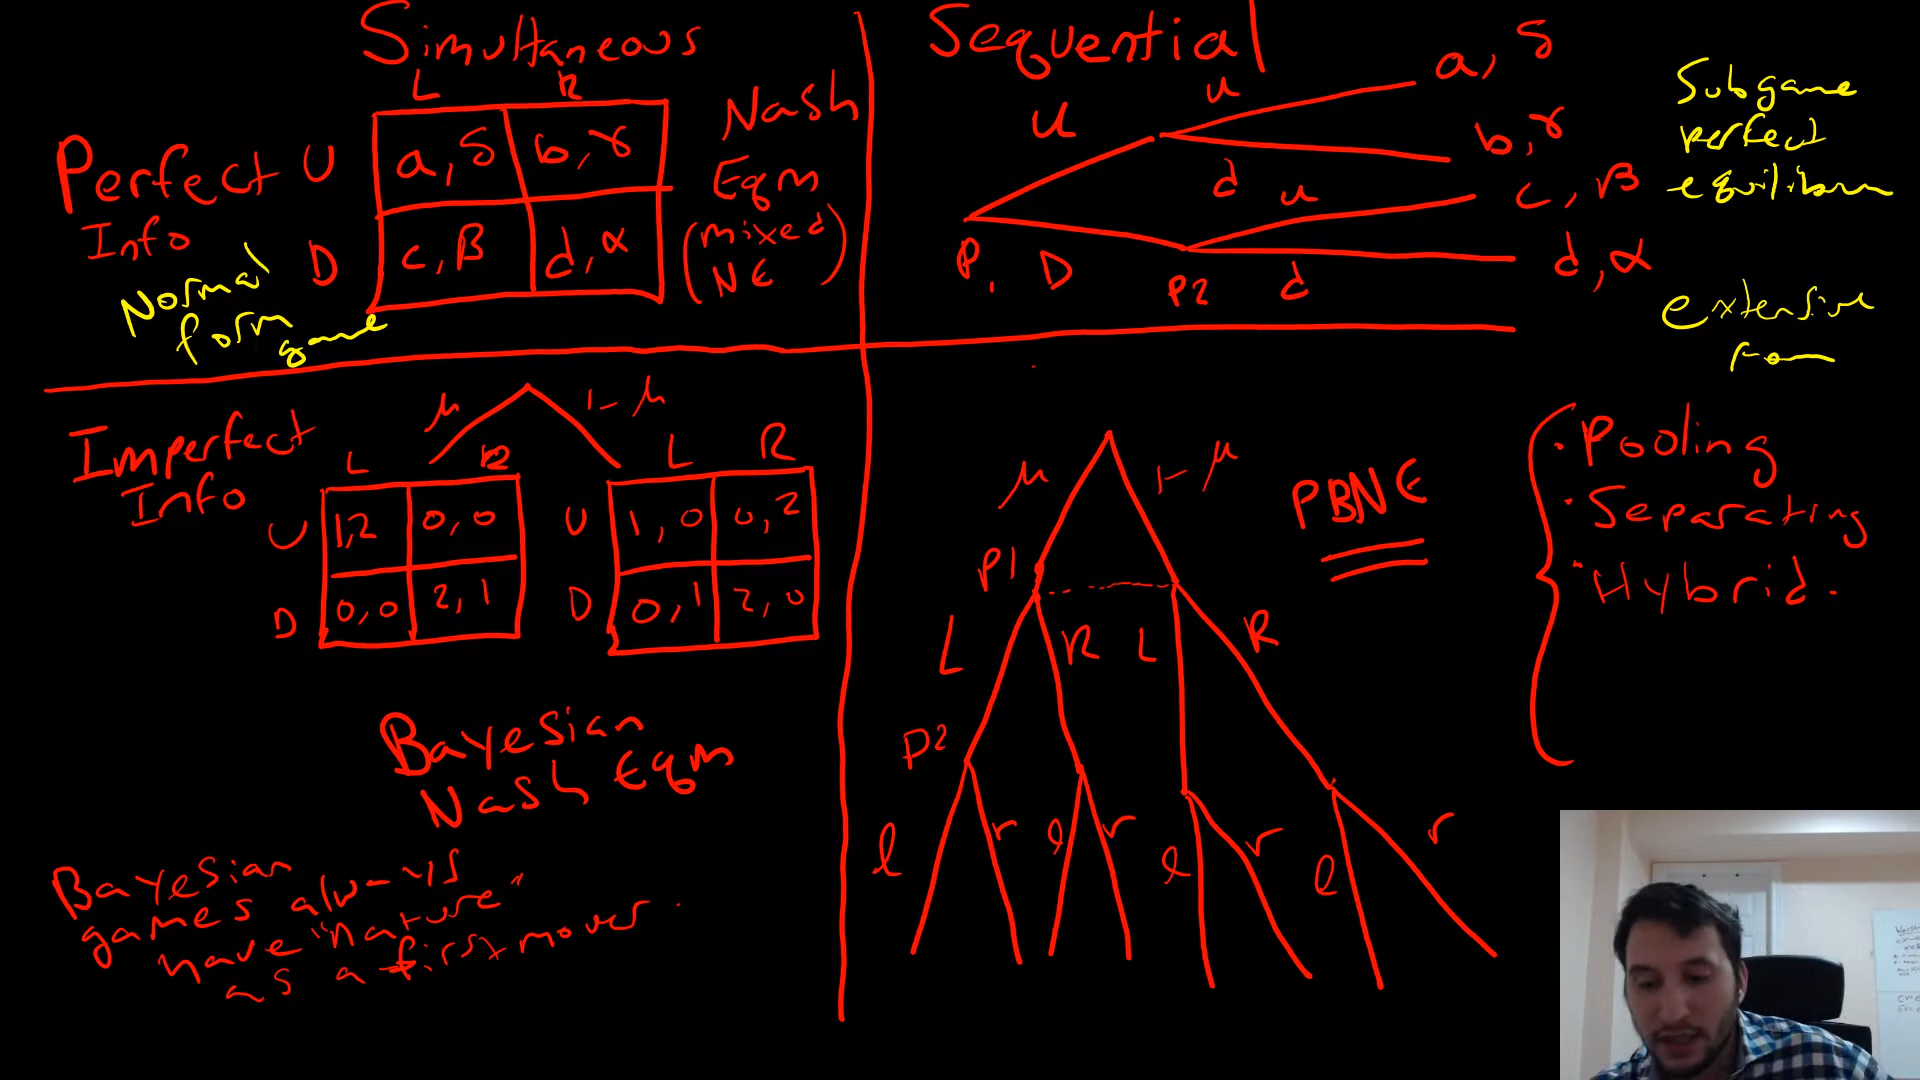 Simultaneous
L R
Perfect
Info
U a, δ b, γ
D c, β d, α
Nash
Eqm
(mixed
NE)
Normal
form
game
Sequential
U
u
a, δ
d
b, γ
P1
D
P2
u
c, β
d
d, α
Subgame
perfect
extensive
Imperfect
Info
μ 1-μ
L R
U 1,2 0,0
D 0,0 2,1
L R
U 1,0 0,2
D 0,1 2,0
Bayesian
Nash Eqm
Bayesian
games always
have "nature"
as a first mover.
μ 1-μ
P1
L R L R
P2
l r l r l r l r
PBNE
· Pooling
· Separating
· Hybrid.